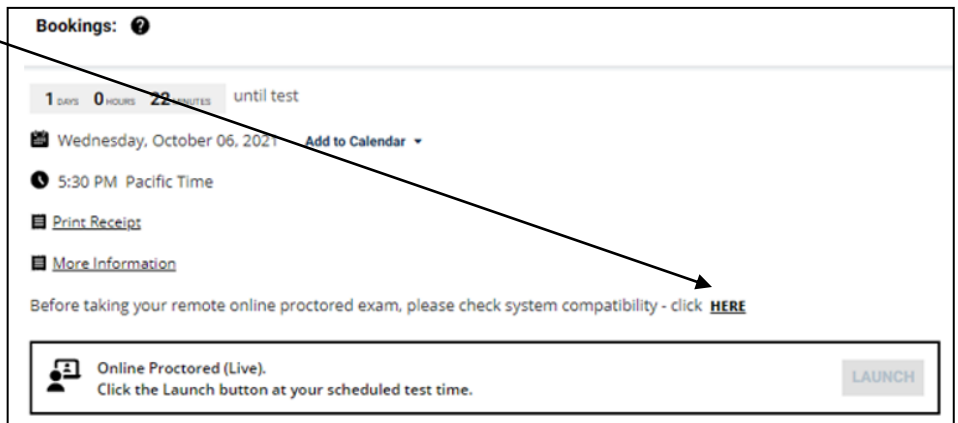 Bookings: ?
1 DAYS 0 HOURS 22 MINUTES until test
Wednesday, October 06, 2021 Add to Calendar
5:30 PM Pacific Time
Print Receipt
More Information
Before taking your remote online proctored exam, please check system compatibility - click HERE
Online Proctored (Live).
Click the Launch button at your scheduled test time.
LAUNCH